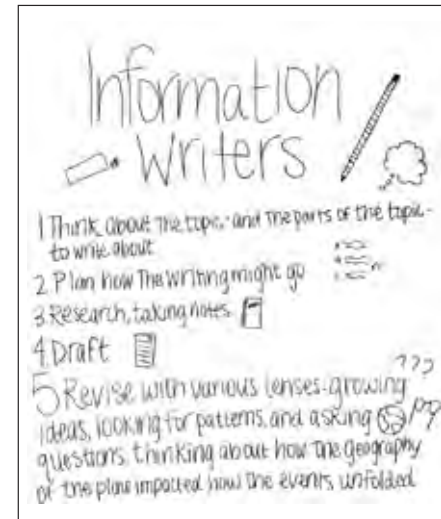 Information
Writers
1 Think about the topic, and the parts of the topic-
to write about
2 Plan how the writing might go
3. Research, taking notes
4. Draft
???
5 Revise with various lenses-growing
ideas, looking for patterns, and asking
questions, thinking about how the geography
of the place impacted how the events unfolded